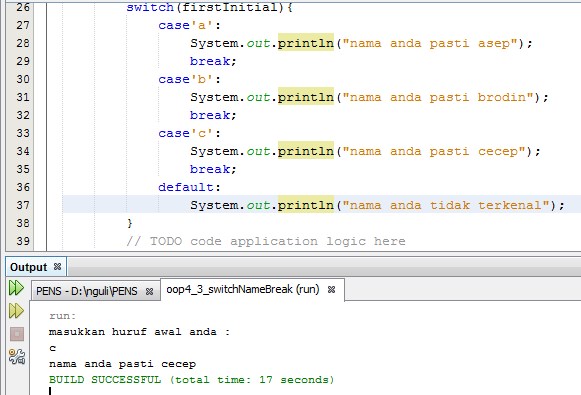 26 switch(firstInitial){
27 case'a':
28 System.out.println("nama anda pasti asep");
29 break;
30 case'b':
31 System.out.println("nama anda pasti brodin");
32 break;
33 case'c':
34 System.out.println("nama anda pasti cecep");
35 break;
36 default:
37 System.out.println("nama anda tidak terkenal");
38 }
39 // TODO code application logic here
Output
PENS - D:\nguli\PENS oop4_3_switchNameBreak (run)
run:
masukkan huruf awal anda :
c
nama anda pasti cecep
BUILD SUCCESSFUL (total time: 17 seconds)